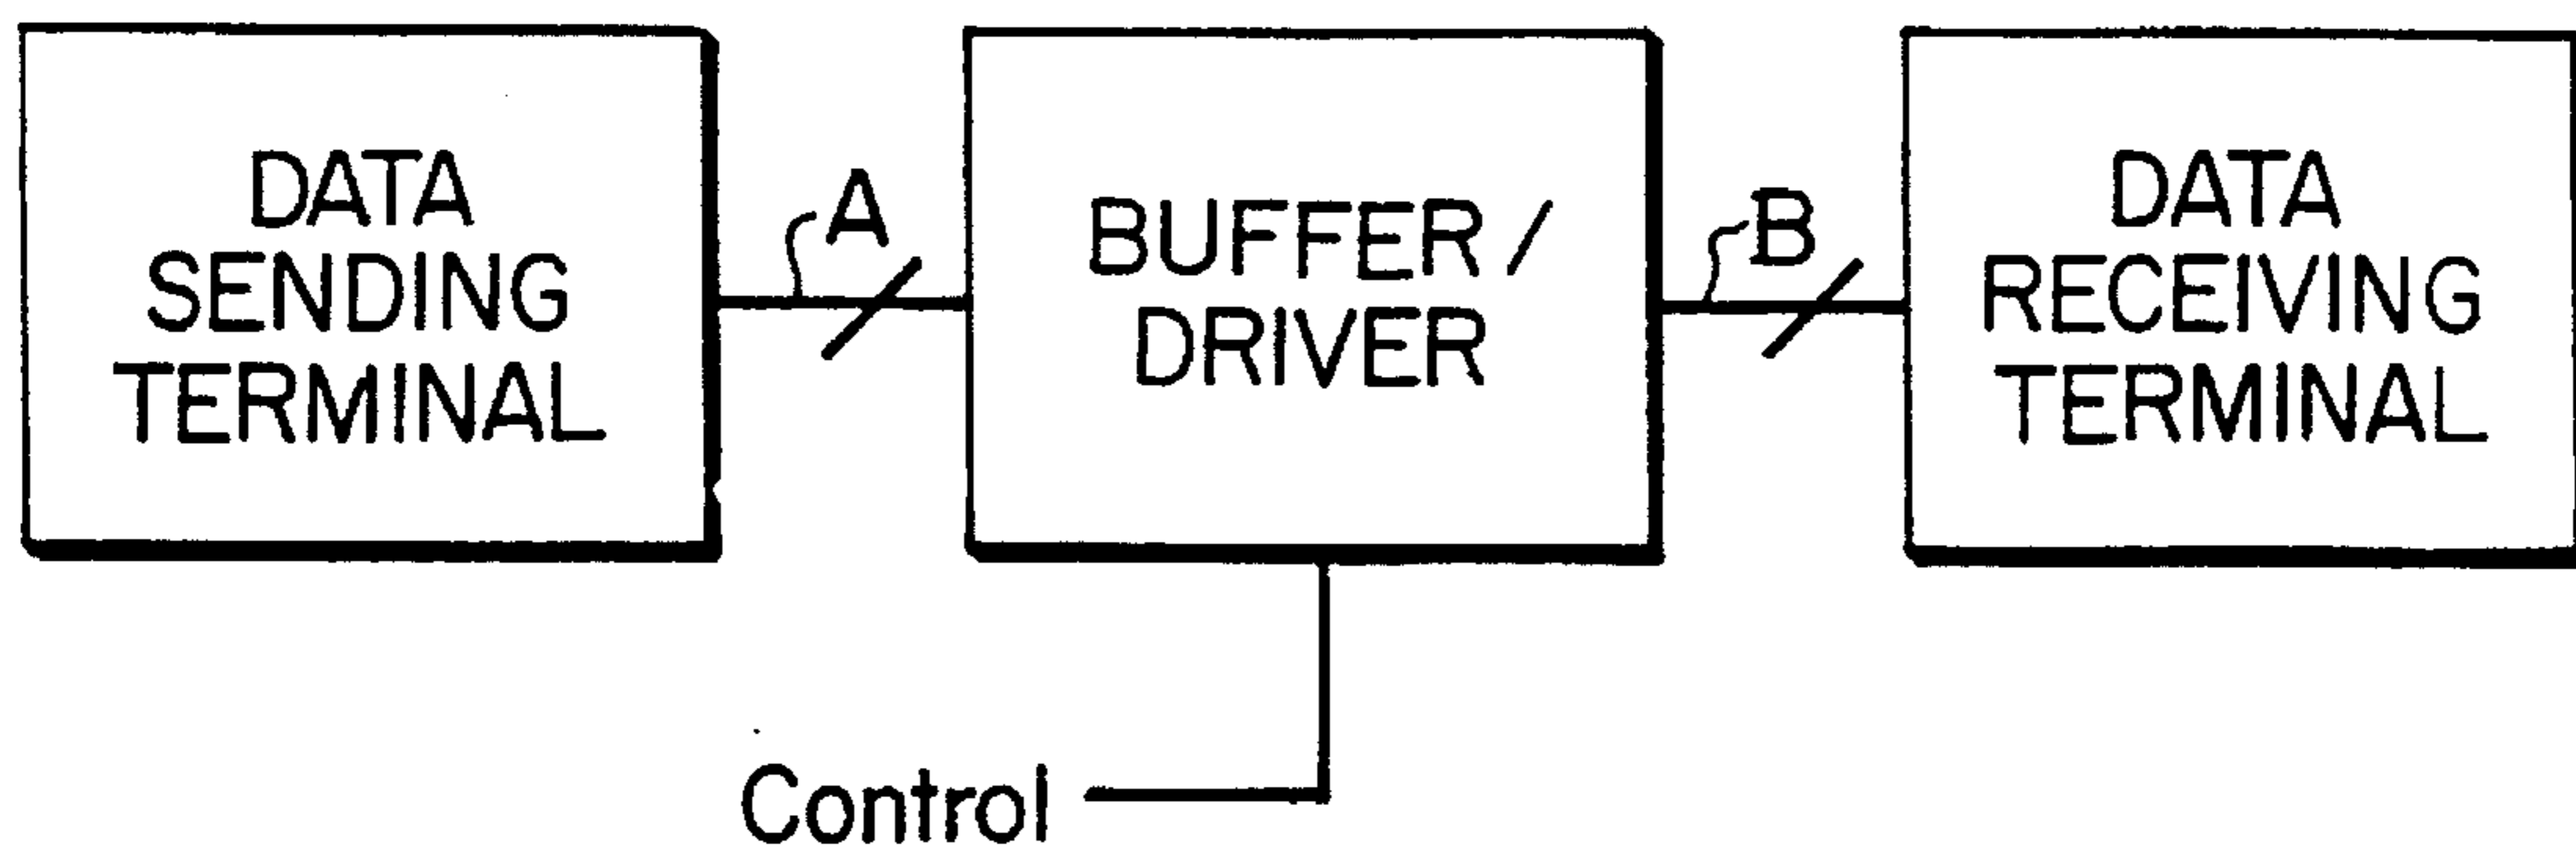 DATA
SENDING
TERMINAL
A
BUFFER/
DRIVER
B
DATA
RECEIVING
TERMINAL
Control